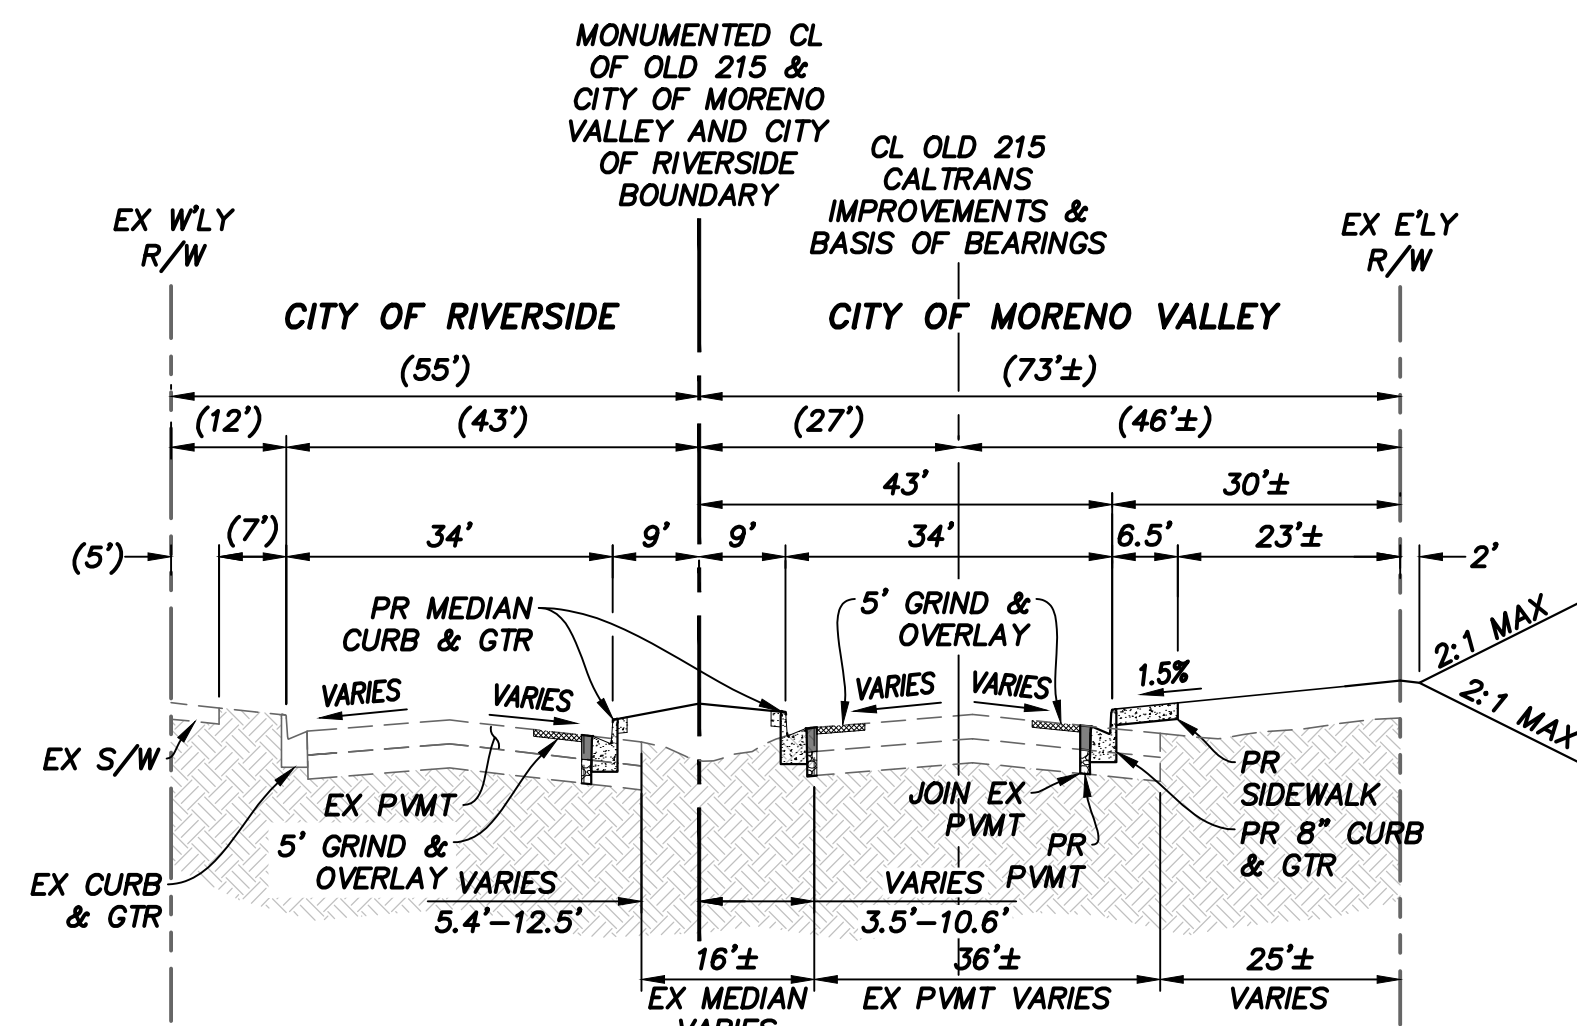 MONUMENTED CL
OF OLD 215 &
CITY OF MORENO
VALLEY AND CITY
OF RIVERSIDE
BOUNDARY
CL OLD 215
CALTRANS
IMPROVEMENTS &
BASIS OF BEARINGS
EX W'LY
R/W
EX E'LY
R/W
CITY OF RIVERSIDE
CITY OF MORENO VALLEY
(55')
(73'±)
(12')
(43')
(27')
(46'±)
43'
30'±
(5')
(7')
34'
9'
9'
34'
6.5'
23'±
2'
PR MEDIAN
CURB & GTR
5' GRIND &
OVERLAY
2:1 MAX
2:1 MAX
VARIES
VARIES
VARIES
VARIES
1.5%
EX S/W
EX PVMT
5' GRIND &
OVERLAY
JOIN EX
PVMT
PR
PVMT
PR
SIDEWALK
PR 8" CURB
& GTR
EX CURB
& GTR
VARIES
5.4'-12.5'
VARIES
3.5'-10.6'
16'±
EX MEDIAN
VARIES
36'±
EX PVMT VARIES
25'±
VARIES